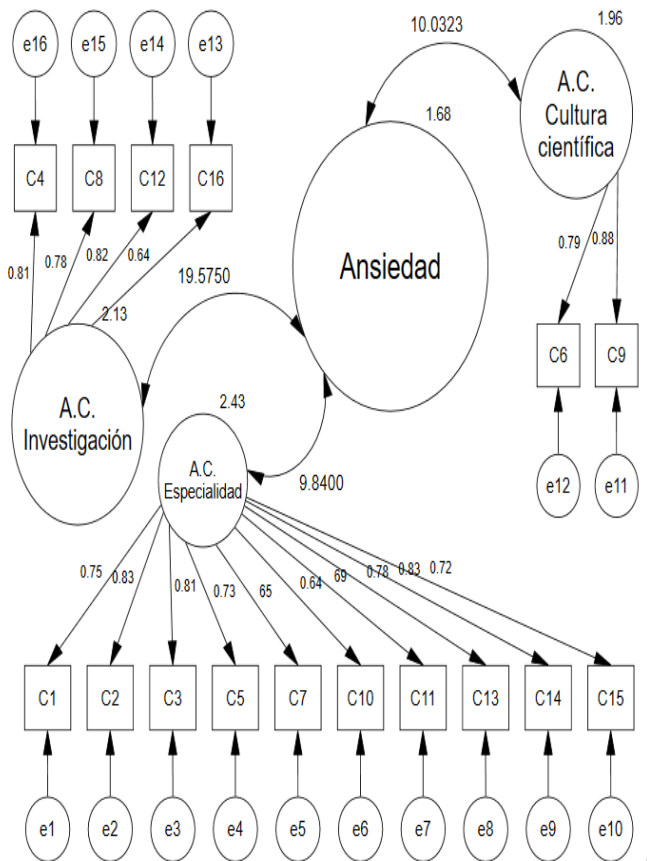 e16
e15
e14
e13
10.0323
1.96
A.C.
Cultura
científica
1.68
C4
C8
C12
C16
Ansiedad
0.81
0.78
0.82
0.64
19.5750
0.79
0.88
2.13
C6
C9
A.C.
Investigación
2.43
A.C.
Especialidad
9.8400
e12
e11
0.75
0.83
0.81
0.73
65
0.64
69
0.78
0.83
0.72
C1
C2
C3
C5
C7
C10
C11
C13
C14
C15
e1
e2
e3
e4
e5
e6
e7
e8
e9
e10